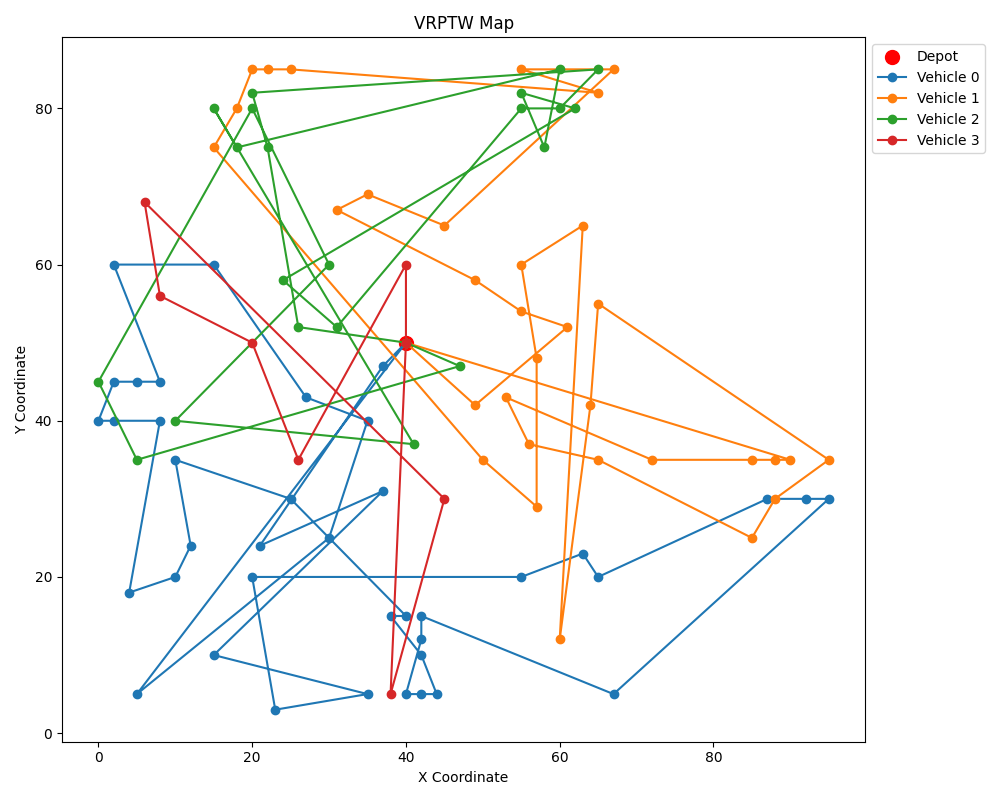 VRPTW Map
Depot
Vehicle 0
Vehicle 1
Vehicle 2
Vehicle 3
Y Coordinate
80
60
40
20
0
0 20 40 60 80
X Coordinate